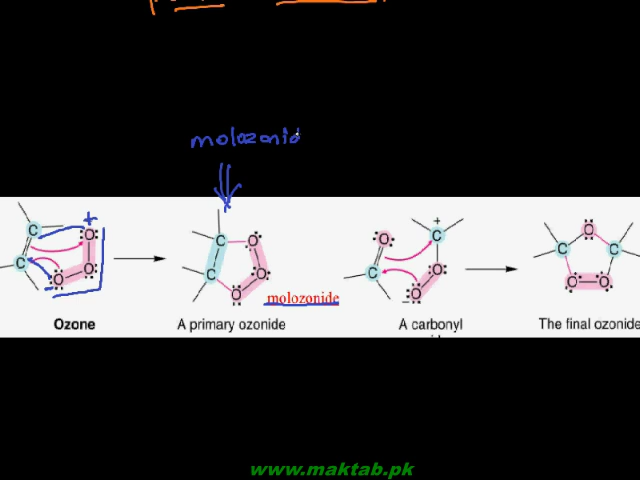 molozonid
+
O
C
C
O
O
C
C
O
O
O
molozonide
O
C
+
C
O
O
−
O
C
C
O
O
Ozone
A primary ozonide
A carbonyl
The final ozonide
www.maktab.pk